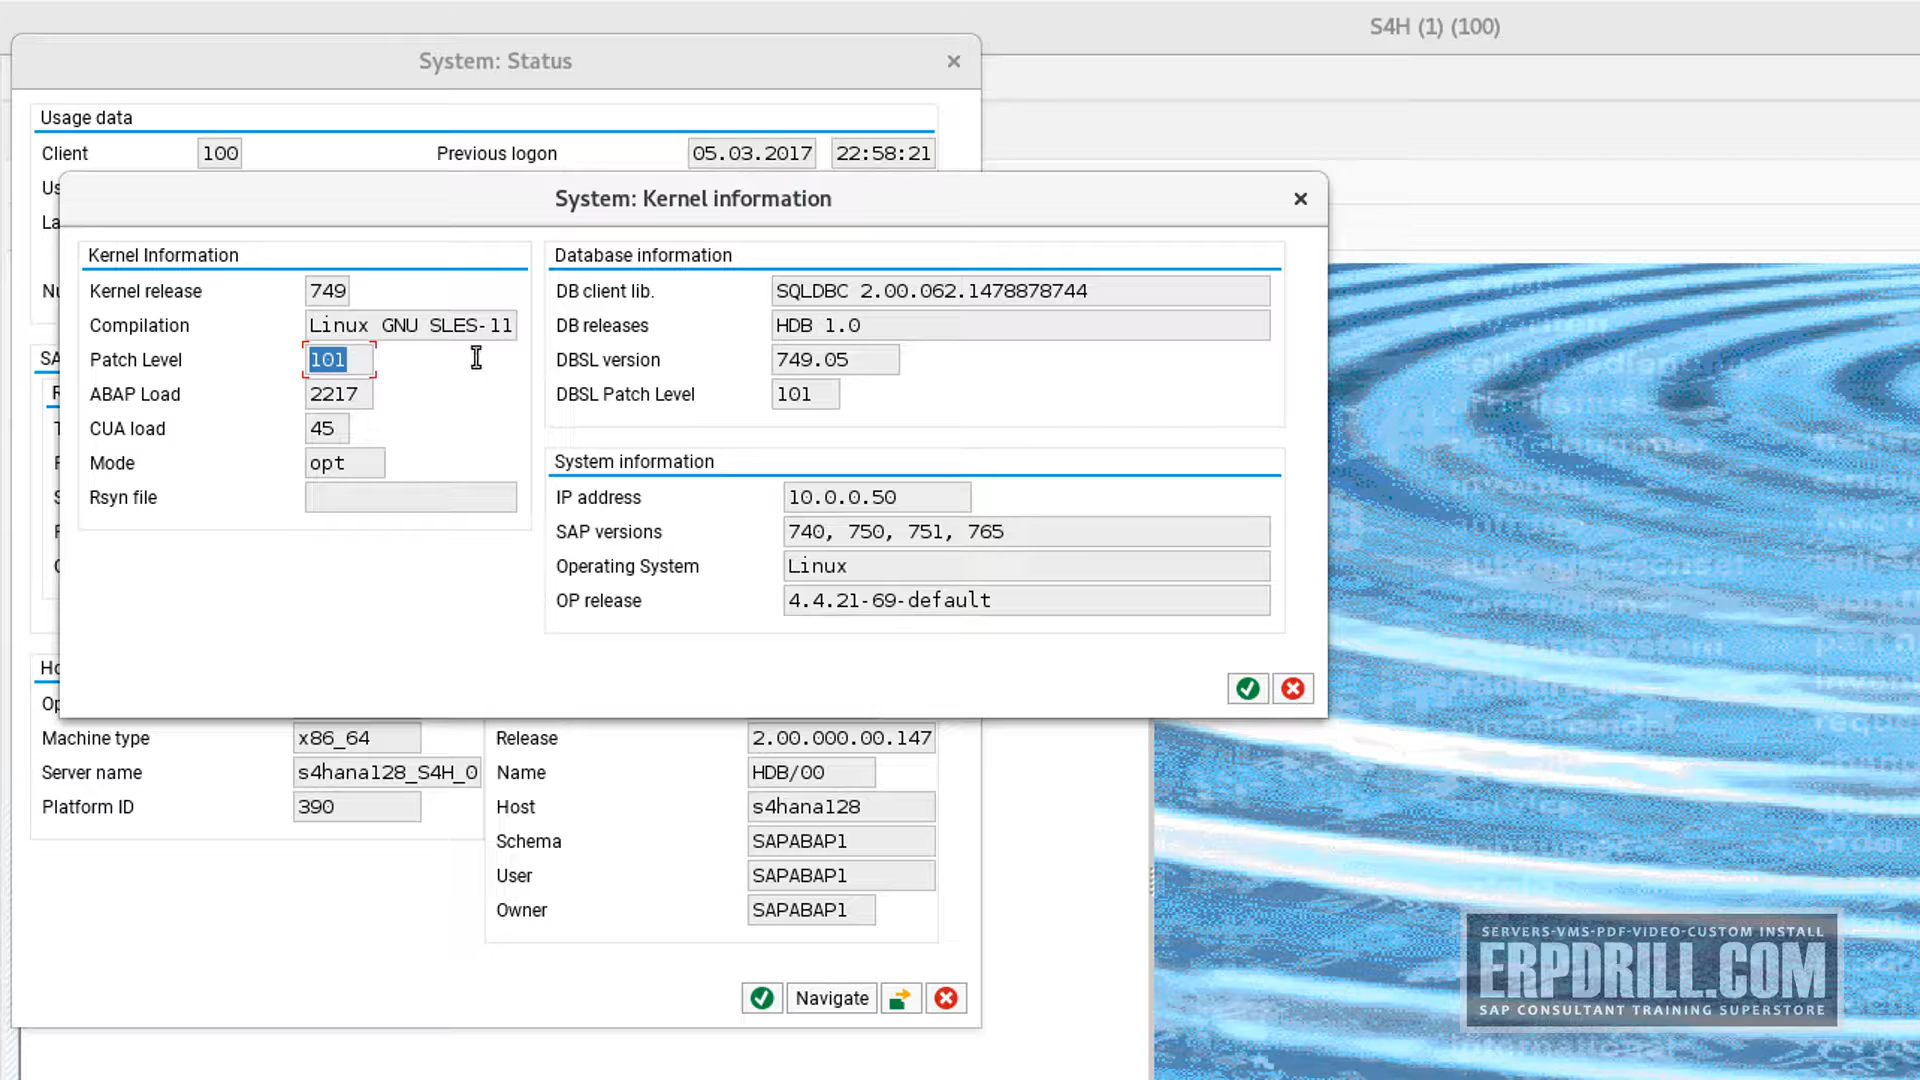 S4H (1) (100)
System: Status
Usage data
Client 100 Previous logon 05.03.2017 22:58:21
Us
La
Nu
System: Kernel information
Kernel Information
Kernel release 749
Compilation Linux GNU SLES-11
Patch Level 101
ABAP Load 2217
CUA load 45
Mode opt
Rsyn file
Database information
DB client lib. SQLDBC 2.00.062.1478878744
DB releases HDB 1.0
DBSL version 749.05
DBSL Patch Level 101
System information
IP address 10.0.0.50
SAP versions 740, 750, 751, 765
Operating System Linux
OP release 4.4.21-69-default
SA
Ho
Op
Machine type x86_64
Server name s4hana128_S4H_0
Platform ID 390
Release 2.00.000.00.147
Name HDB/00
Host s4hana128
Schema SAPABAP1
User SAPABAP1
Owner SAPABAP1
Navigate
SERVERS-VMS-PDF-VIDEO-CUSTOM INSTALL
ERPDRILL.COM
SAP CONSULTANT TRAINING SUPERSTORE